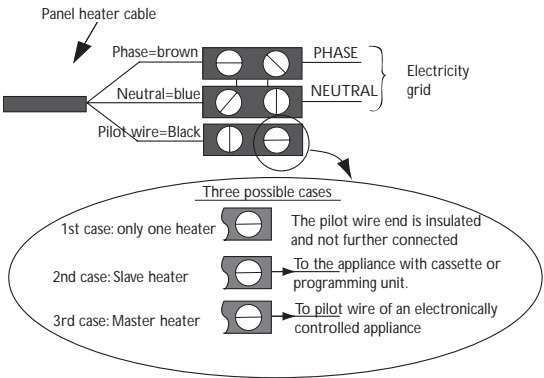 Panel heater cable
Phase=brown
PHASE
Neutral=blue
NEUTRAL
Electricity
grid
Pilot wire=Black
Three possible cases
1st case: only one heater
The pilot wire end is insulated
and not further connected
2nd case: Slave heater
To the appliance with cassette or
programming unit.
3rd case: Master heater
To pilot wire of an electronically
controlled appliance